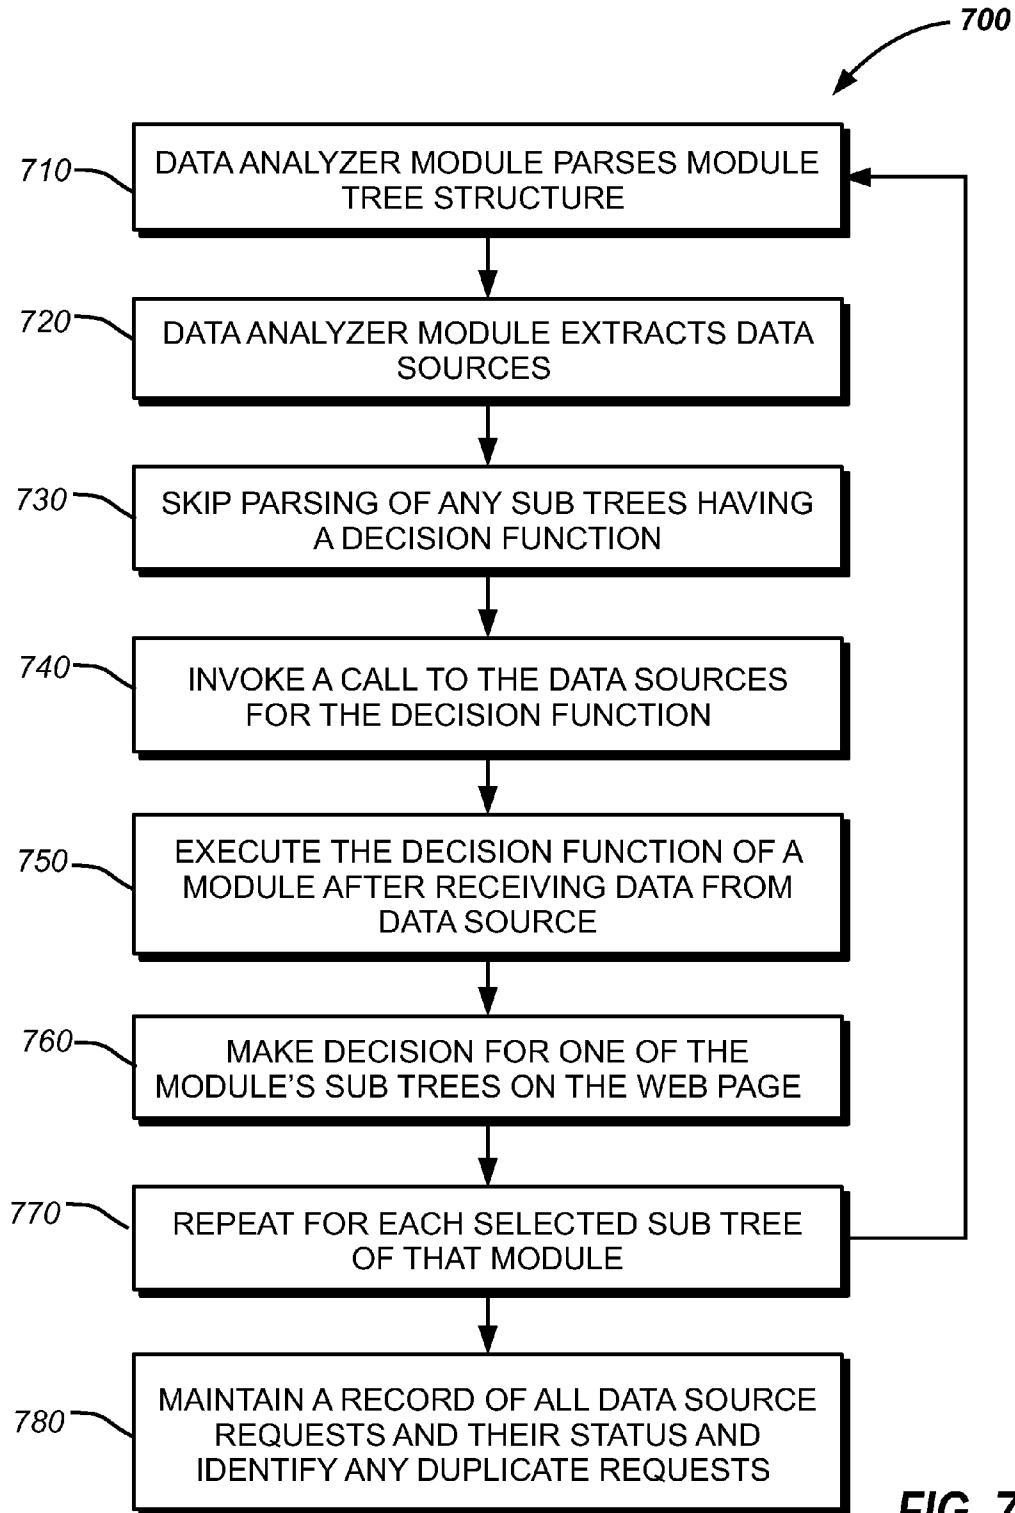 700
710
DATA ANALYZER MODULE PARSES MODULE
TREE STRUCTURE
720
DATA ANALYZER MODULE EXTRACTS DATA
SOURCES
730
SKIP PARSING OF ANY SUB TREES HAVING
A DECISION FUNCTION
740
INVOKE A CALL TO THE DATA SOURCES
FOR THE DECISION FUNCTION
750
EXECUTE THE DECISION FUNCTION OF A
MODULE AFTER RECEIVING DATA FROM
DATA SOURCE
760
MAKE DECISION FOR ONE OF THE
MODULE'S SUB TREES ON THE WEB PAGE
770
REPEAT FOR EACH SELECTED SUB TREE
OF THAT MODULE
780
MAINTAIN A RECORD OF ALL DATA SOURCE
REQUESTS AND THEIR STATUS AND
IDENTIFY ANY DUPLICATE REQUESTS
FIG. 7